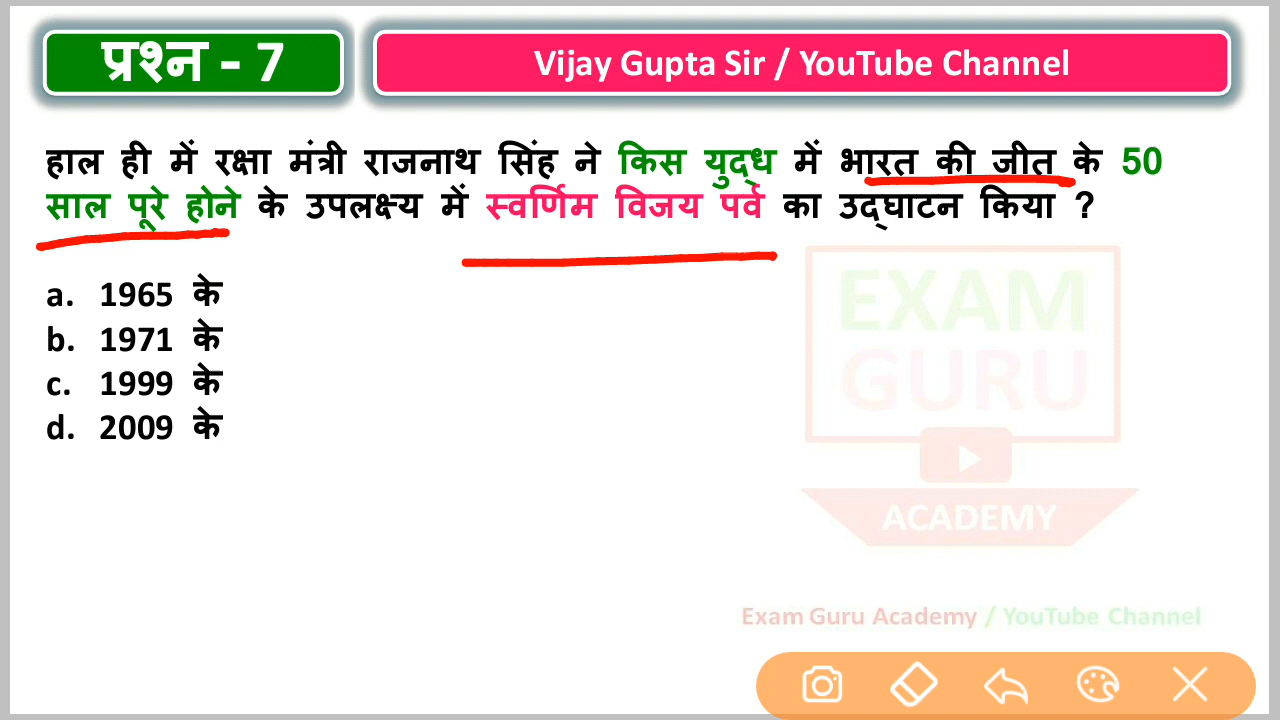 प्रश्न - 7
Vijay Gupta Sir / YouTube Channel
हाल ही में रक्षा मंत्री राजनाथ सिंह ने किस युद्ध में भारत की जीत के 50
साल पूरे होने के उपलक्ष्य में स्वर्णिम विजय पर्व का उद्घाटन किया ?
a. 1965 के
b. 1971 के
c. 1999 के
d. 2009 के
EXAM
GURU
ACADEMY
Exam Guru Academy / YouTube Channel